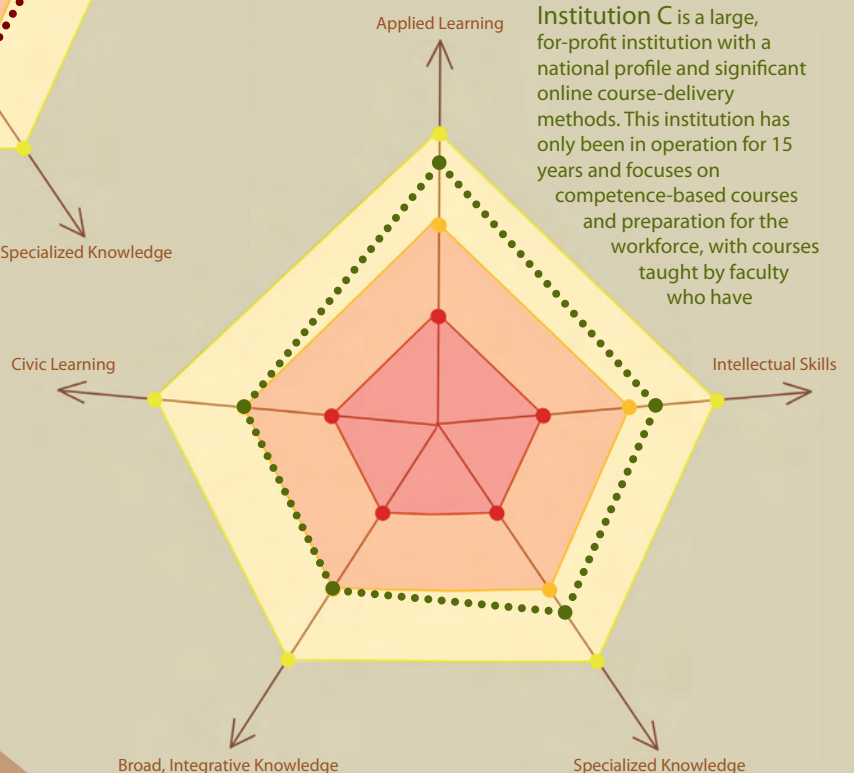 Applied Learning
Institution C is a large,
for-profit institution with a
national profile and significant
online course-delivery
methods. This institution has
only been in operation for 15
years and focuses on
competence-based courses
and preparation for the
workforce, with courses
taught by faculty
who have
Specialized Knowledge
Civic Learning
Intellectual Skills
Broad, Integrative Knowledge
Specialized Knowledge